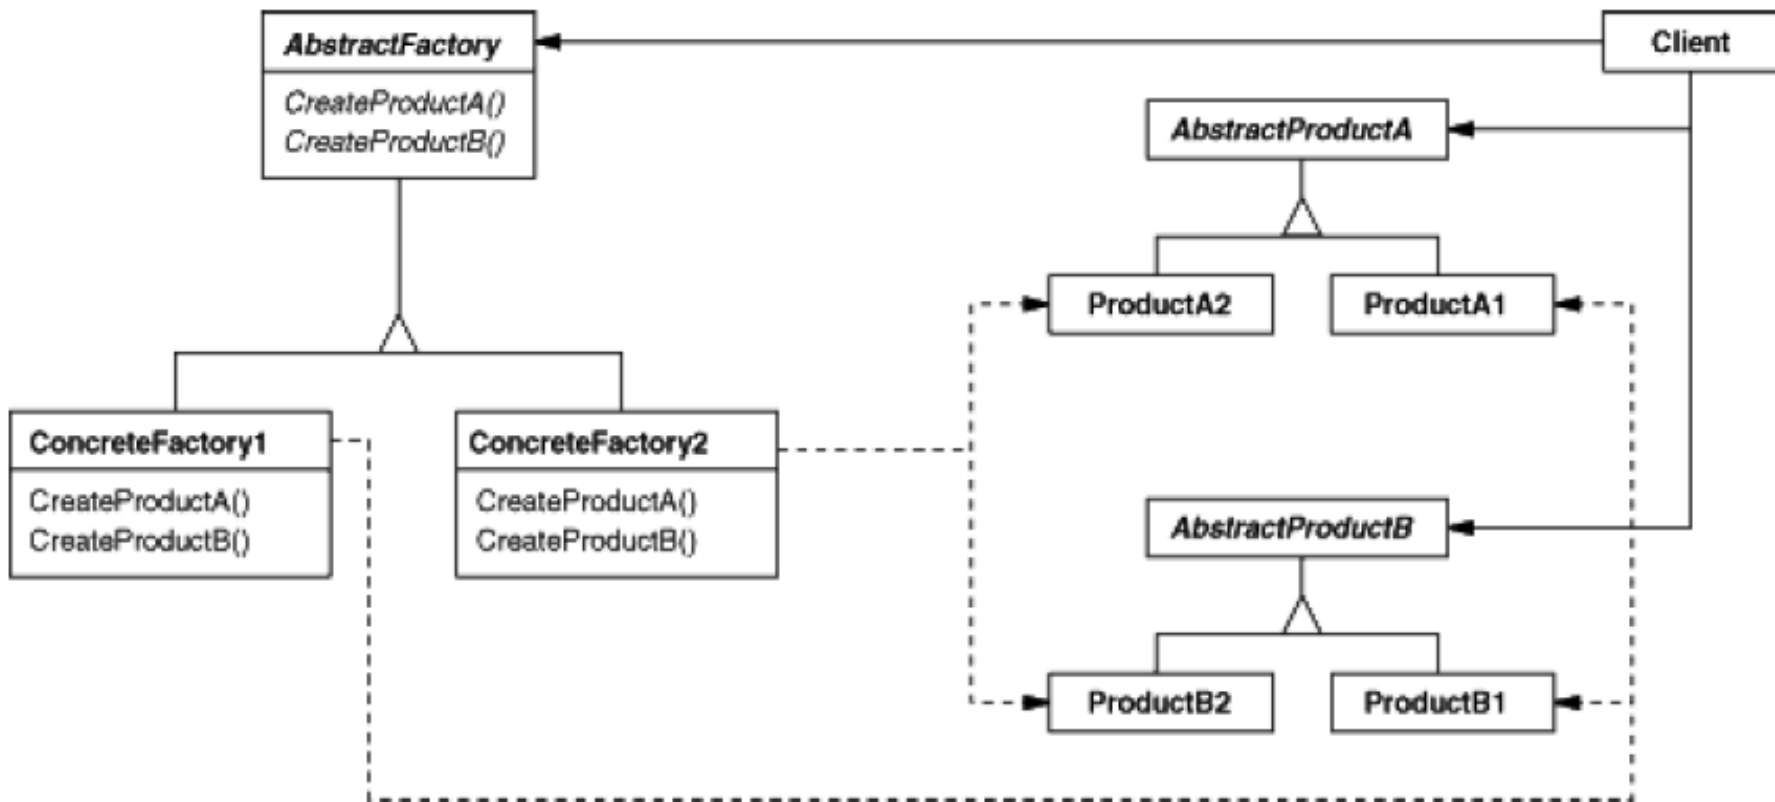 AbstractFactory
CreateProductA()
CreateProductB()
Client
AbstractProductA
ProductA2
ProductA1
ConcreteFactory1
CreateProductA()
CreateProductB()
ConcreteFactory2
CreateProductA()
CreateProductB()
AbstractProductB
ProductB2
ProductB1